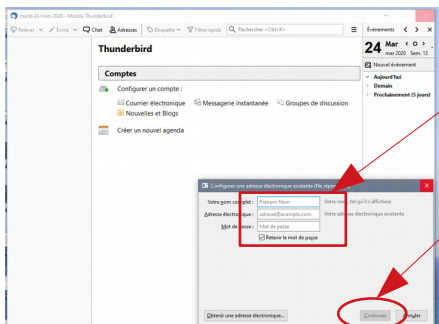 mardi 24 mars 2020 - Mozilla Thunderbird
Relever Écrire Chat Adresses Étiquette Filtre rapide Rechercher <Ctrl+K>
Évènements
Thunderbird
24 Mar
mar 2020 Sem. 13
Nouvel évènement
Comptes
Aujourd'hui
Demain
Prochainement (5 jours)
Configurer un compte :
Courrier électronique Messagerie instantanée Groupes de discussion
Nouvelles et Blogs
Créer un nouvel agenda
Configurer une adresse électronique existante
Votre nom complet : Prénom Nom Votre nom, tel qu'il s'affichera
Adresse électronique : adresse@example.com Votre adresse électronique existante
Mot de passe : Mot de passe
Retenir le mot de passe
Obtenir une adresse électronique... Continuer Annuler